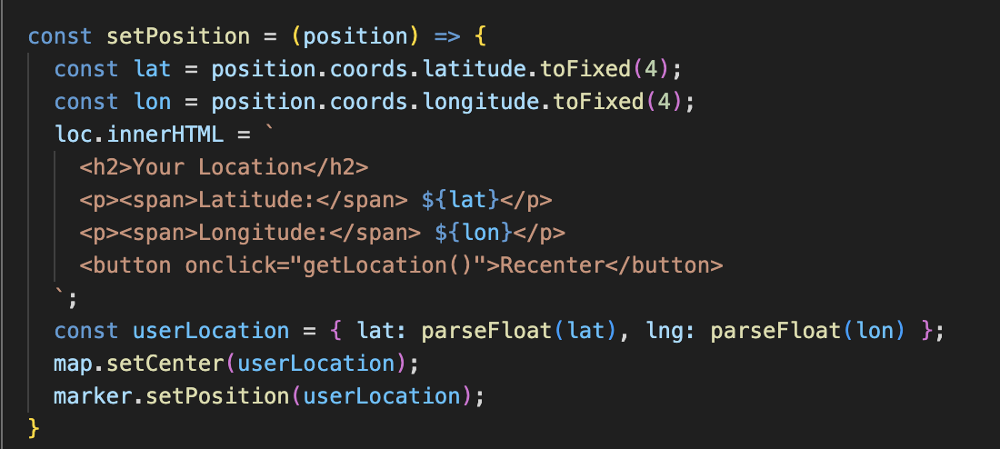 const setPosition = (position) => {
  const lat = position.coords.latitude.toFixed(4);
  const lon = position.coords.longitude.toFixed(4);
  loc.innerHTML = `
    <h2>Your Location</h2>
    <p><span>Latitude:</span> ${lat}</p>
    <p><span>Longitude:</span> ${lon}</p>
    <button onclick="getLocation()">Recenter</button>
  `;
  const userLocation = { lat: parseFloat(lat), lng: parseFloat(lon) };
  map.setCenter(userLocation);
  marker.setPosition(userLocation);
}